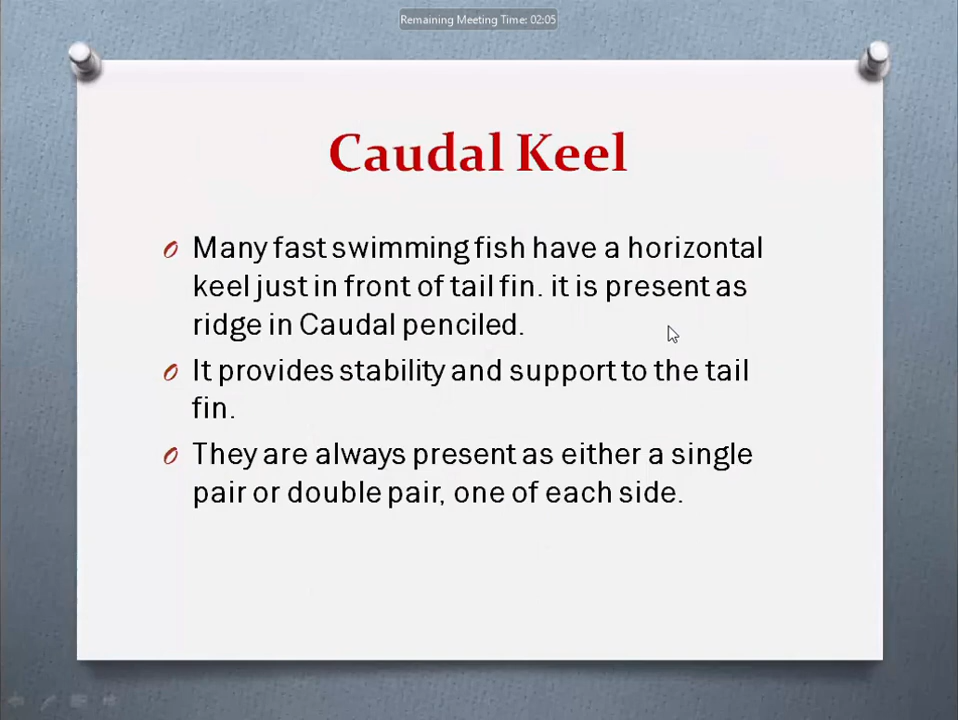 Remaining Meeting Time: 02:05
Caudal Keel
Many fast swimming fish have a horizontal
keel just in front of tail fin. it is present as
ridge in Caudal penciled.
It provides stability and support to the tail
fin.
They are always present as either a single
pair or double pair, one of each side.